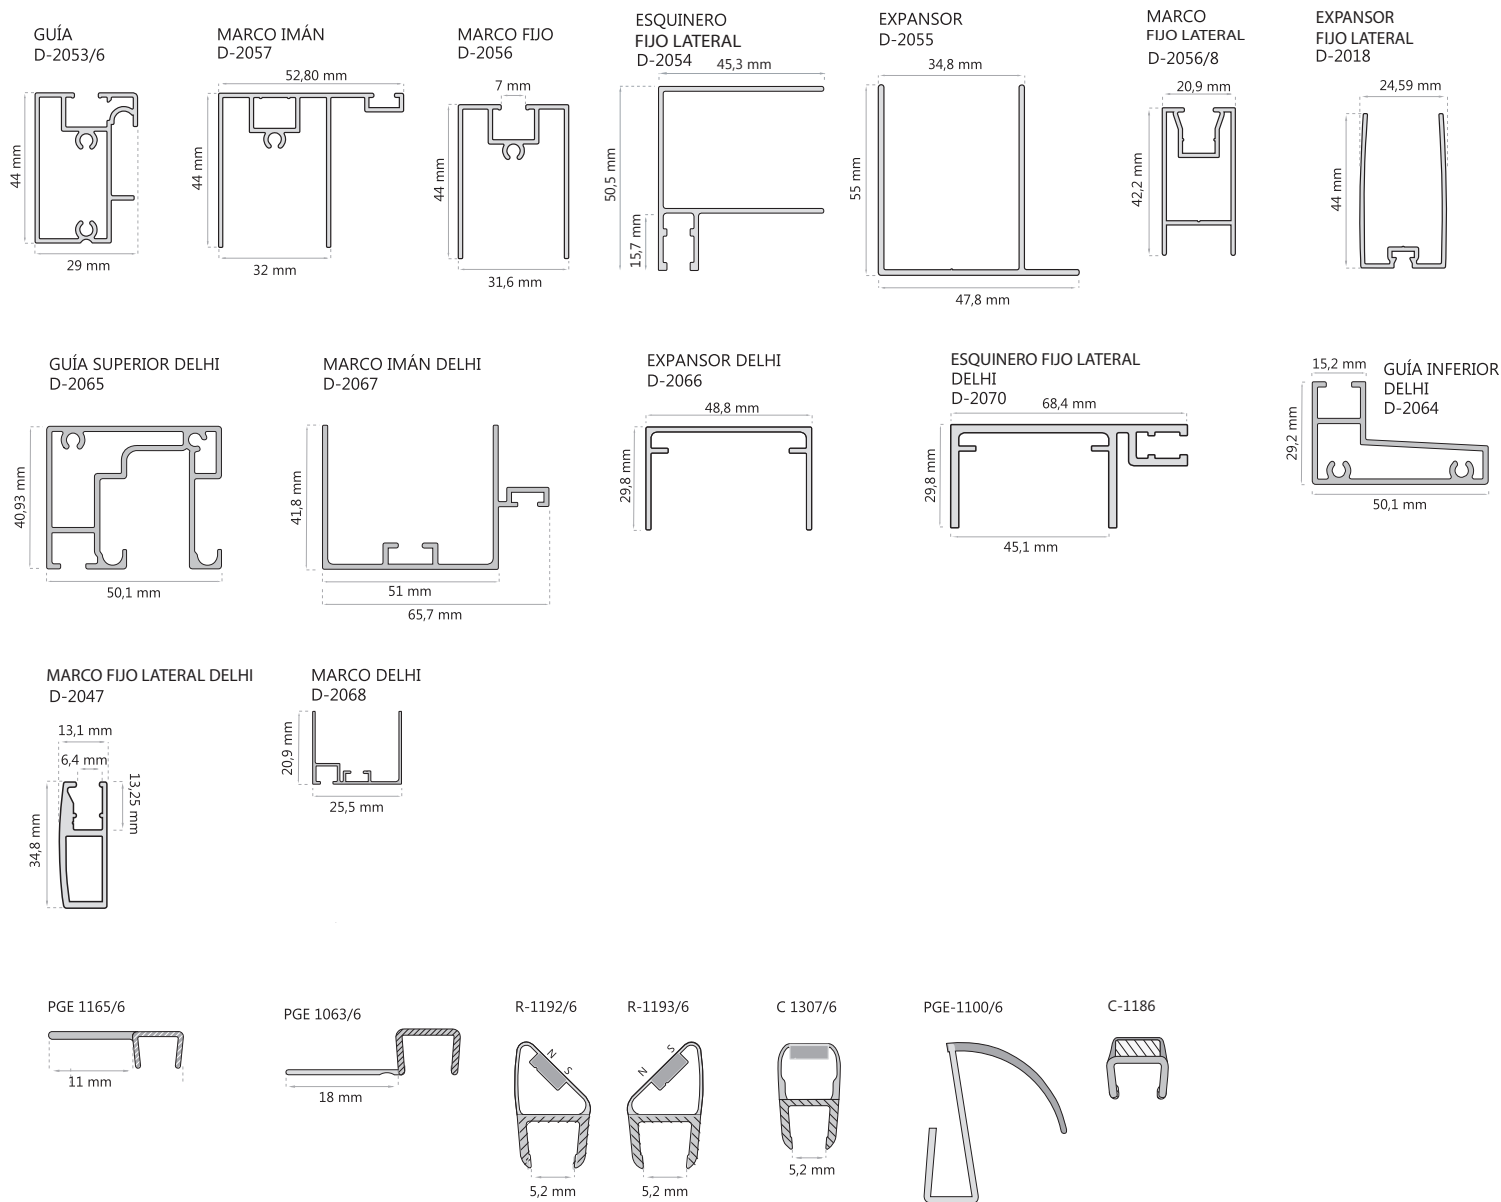 GUÍA
D-2053/6
44 mm
29 mm
MARCO IMÁN
D-2057
52,80 mm
44 mm
32 mm
MARCO FIJO
D-2056
7 mm
44 mm
31,6 mm
ESQUINERO
FIJO LATERAL
D-2054
45,3 mm
50,5 mm
15,7 mm
EXPANSOR
D-2055
34,8 mm
55 mm
47,8 mm
MARCO
FIJO LATERAL
D-2056/8
20,9 mm
42,2 mm
EXPANSOR
FIJO LATERAL
D-2018
24,59 mm
44 mm
GUÍA SUPERIOR DELHI
D-2065
40,93 mm
50,1 mm
MARCO IMÁN DELHI
D-2067
41,8 mm
51 mm
65,7 mm
EXPANSOR DELHI
D-2066
48,8 mm
29,8 mm
ESQUINERO FIJO LATERAL
DELHI
D-2070
68,4 mm
29,8 mm
45,1 mm
15,2 mm
GUÍA INFERIOR
DELHI
D-2064
29,2 mm
50,1 mm
MARCO FIJO LATERAL DELHI
D-2047
13,1 mm
6,4 mm
13,25 mm
34,8 mm
MARCO DELHI
D-2068
20,9 mm
25,5 mm
PGE 1165/6
11 mm
PGE 1063/6
18 mm
R-1192/6
N
S
5,2 mm
R-1193/6
S
N
5,2 mm
C 1307/6
5,2 mm
PGE-1100/6
C-1186